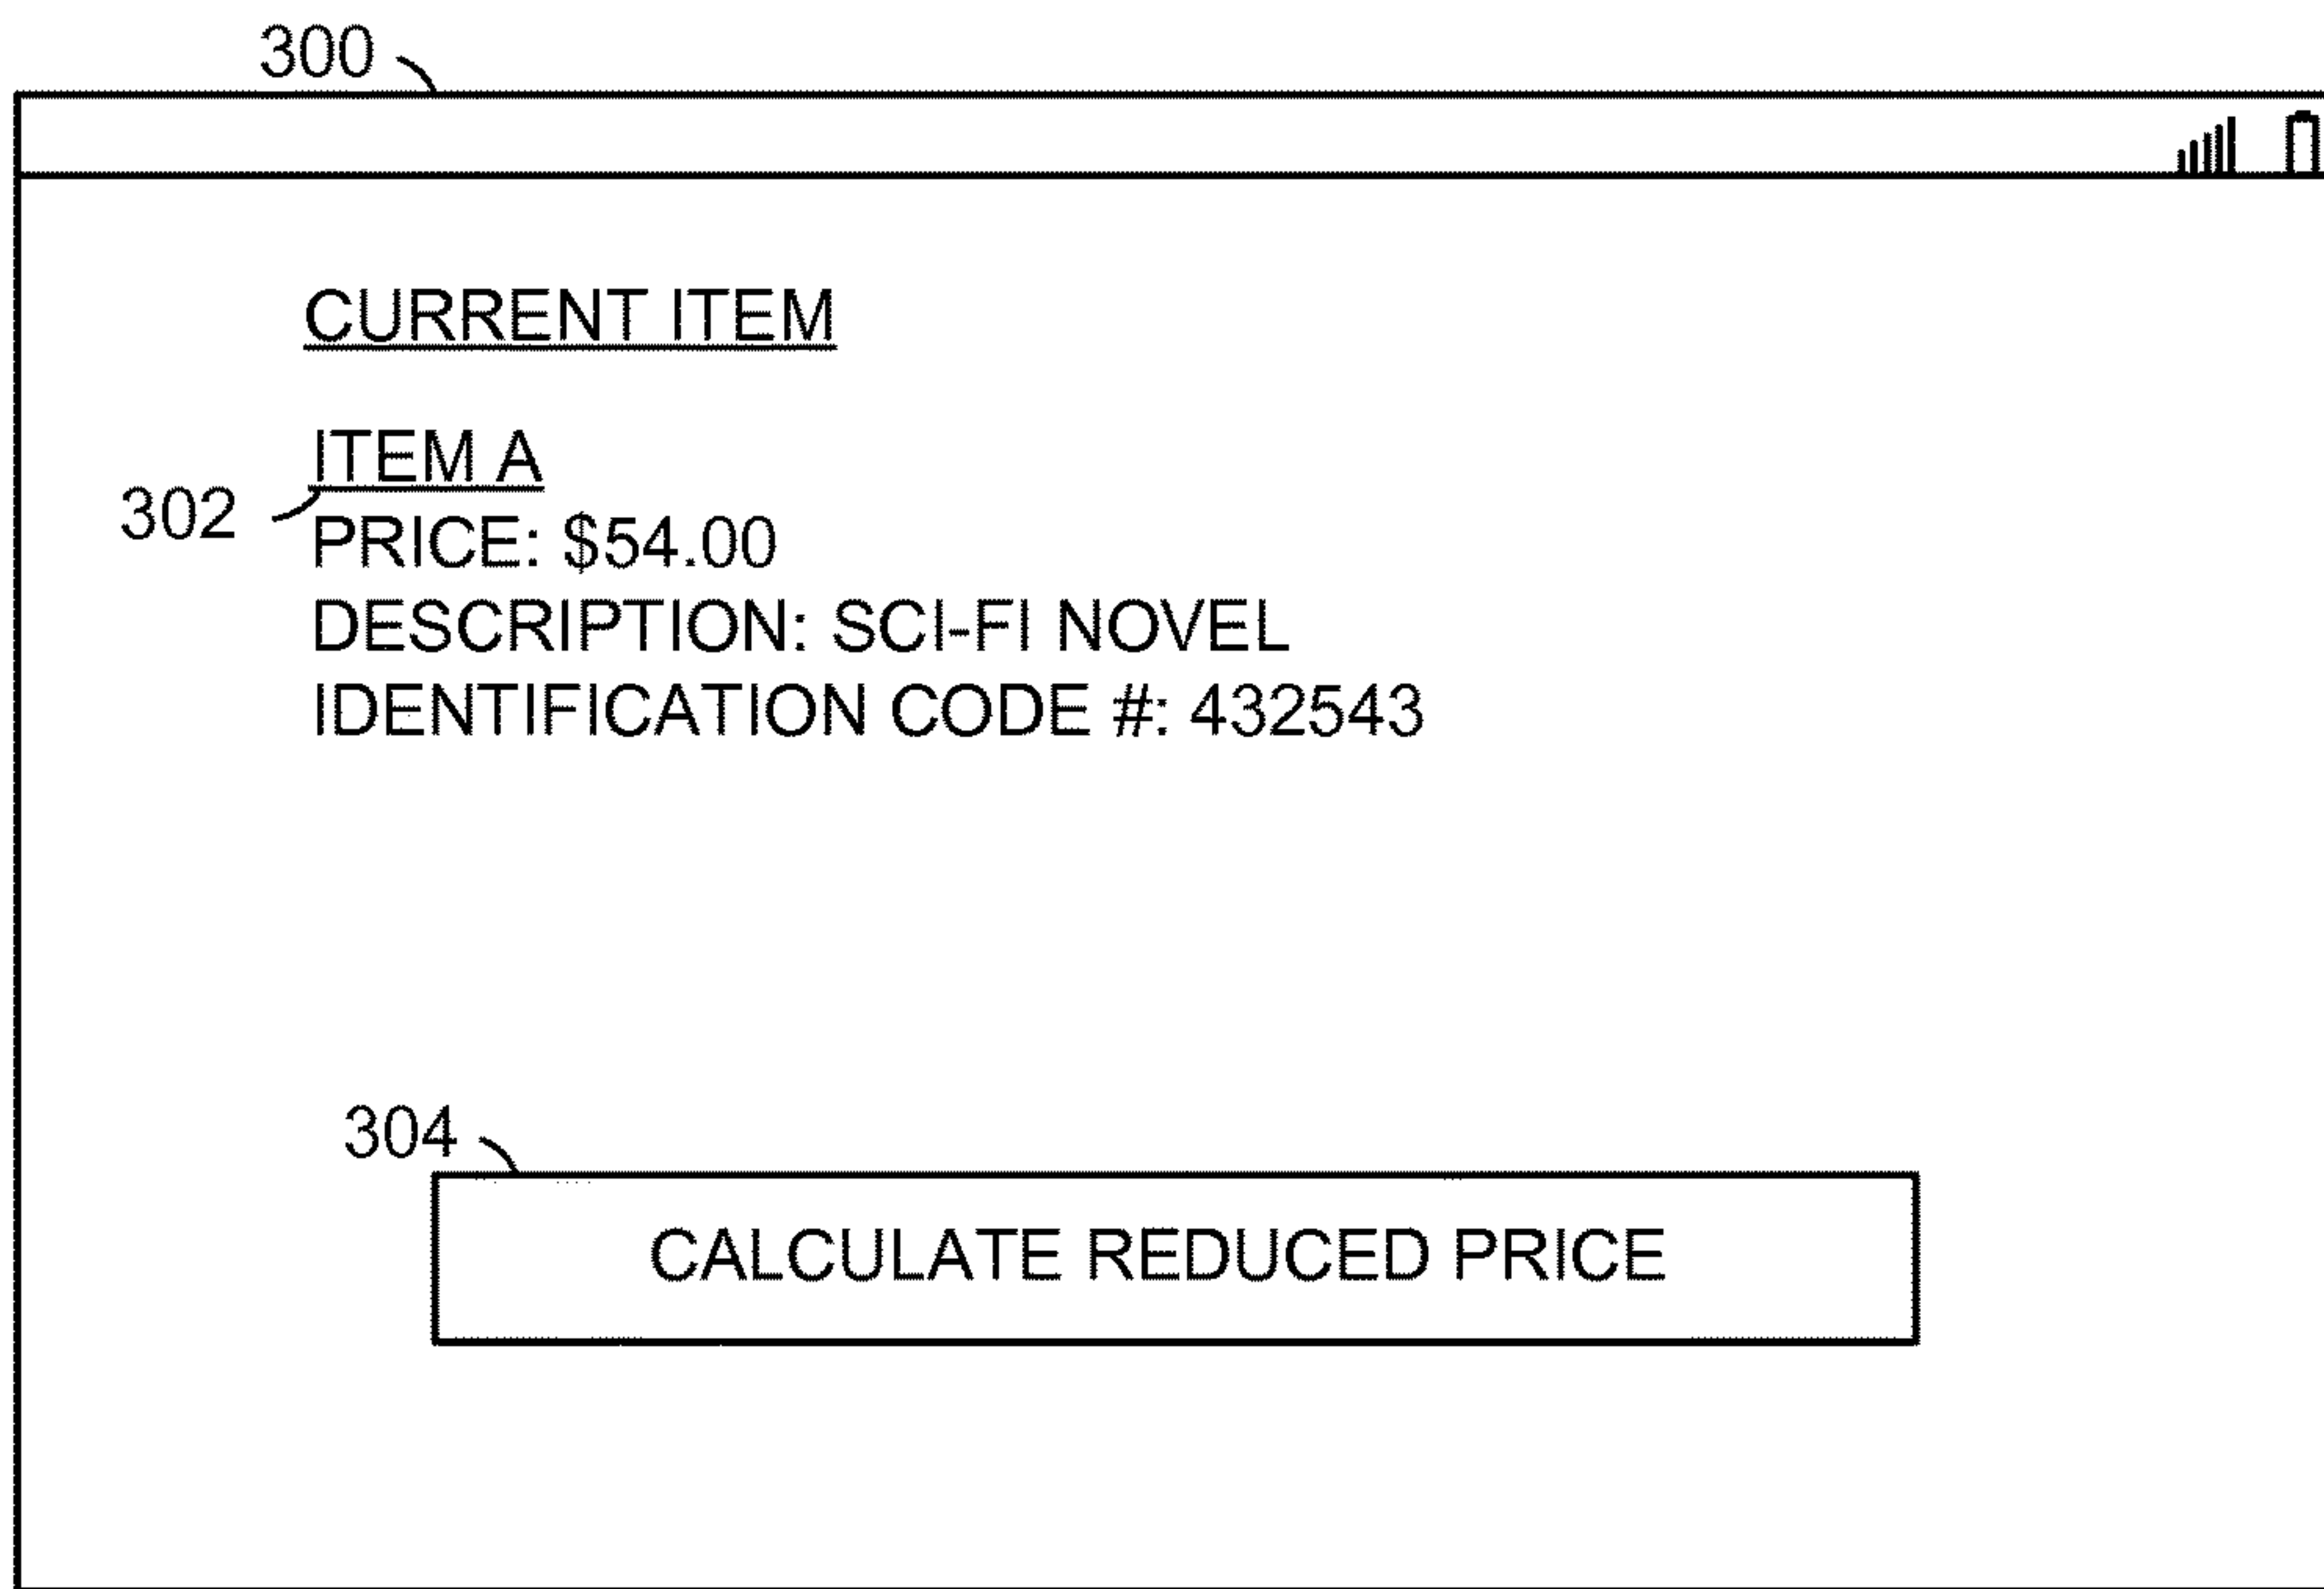 300
CURRENT ITEM
ITEM A
302
PRICE: $54.00
DESCRIPTION: SCI-FI NOVEL
IDENTIFICATION CODE #: 432543
304
CALCULATE REDUCED PRICE